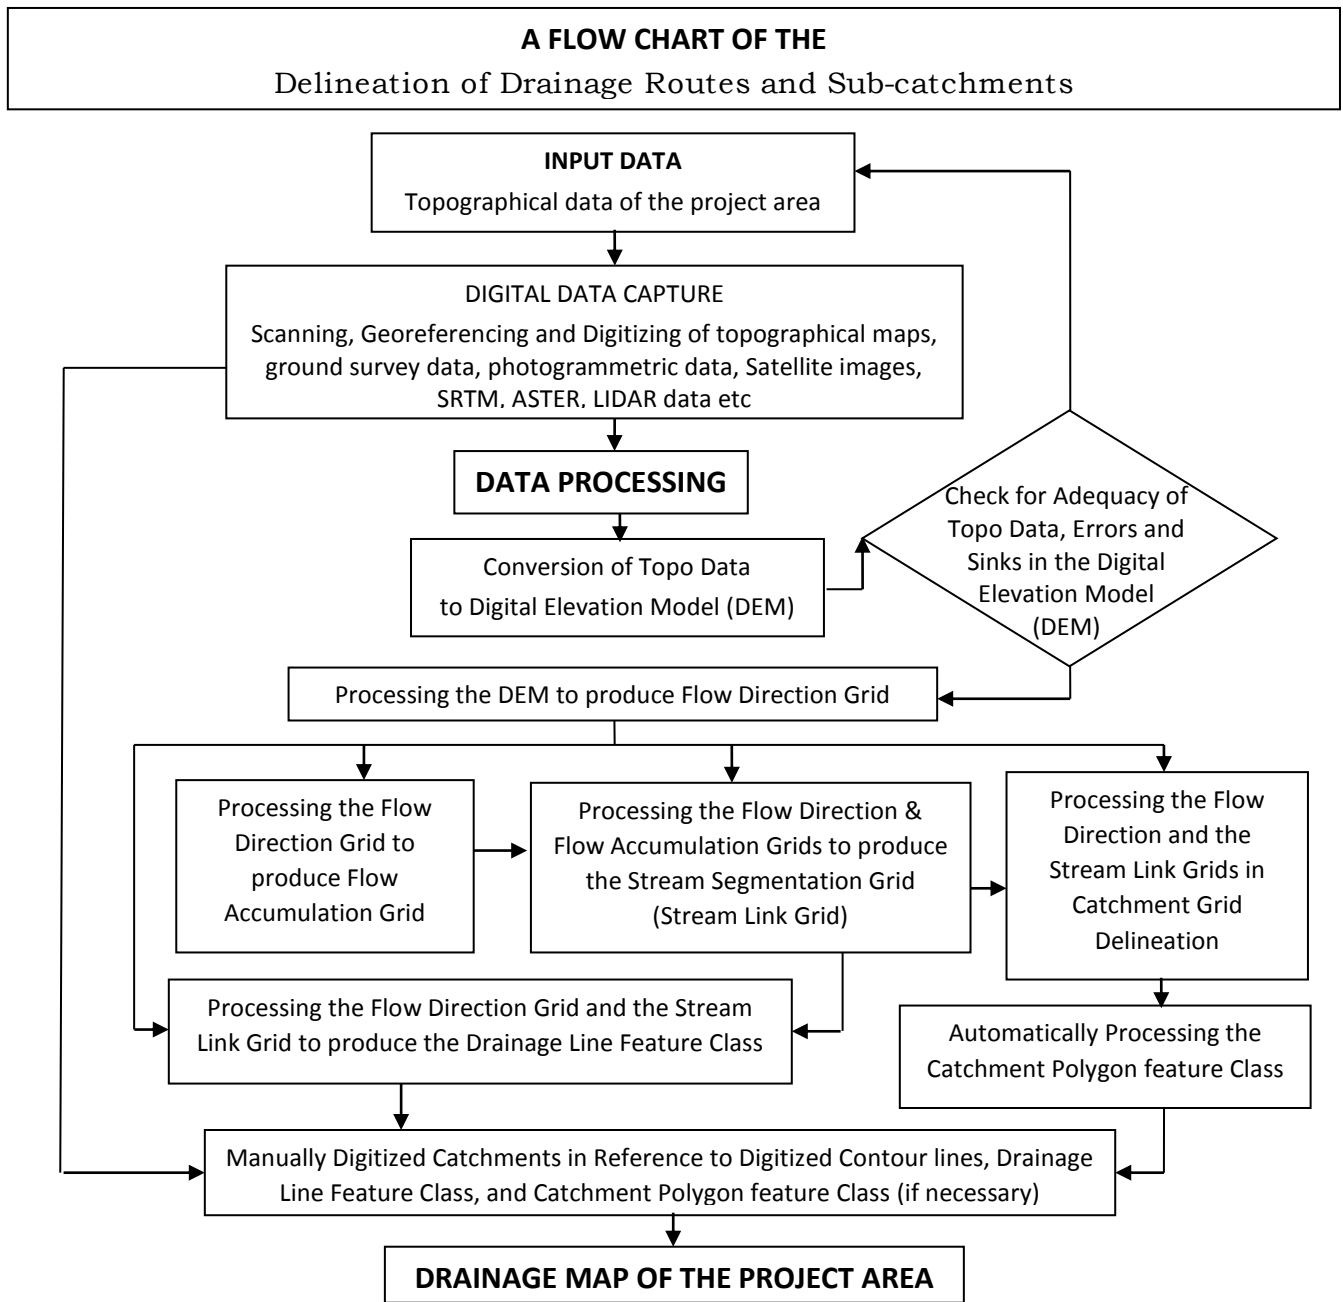 A FLOW CHART OF THE
Delineation of Drainage Routes and Sub-catchments
INPUT DATA
Topographical data of the project area
DIGITAL DATA CAPTURE
Scanning, Georeferencing and Digitizing of topographical maps,
ground survey data, photogrammetric data, Satellite images,
SRTM, ASTER, LIDAR data etc
DATA PROCESSING
Conversion of Topo Data
to Digital Elevation Model (DEM)
Check for Adequacy of
Topo Data, Errors and
Sinks in the Digital
Elevation Model
(DEM)
Processing the DEM to produce Flow Direction Grid
Processing the Flow
Direction Grid to
produce Flow
Accumulation Grid
Processing the Flow Direction &
Flow Accumulation Grids to produce
the Stream Segmentation Grid
(Stream Link Grid)
Processing the Flow
Direction and the
Stream Link Grids in
Catchment Grid
Delineation
Processing the Flow Direction Grid and the Stream
Link Grid to produce the Drainage Line Feature Class
Automatically Processing the
Catchment Polygon feature Class
Manually Digitized Catchments in Reference to Digitized Contour lines, Drainage
Line Feature Class, and Catchment Polygon feature Class (if necessary)
DRAINAGE MAP OF THE PROJECT AREA